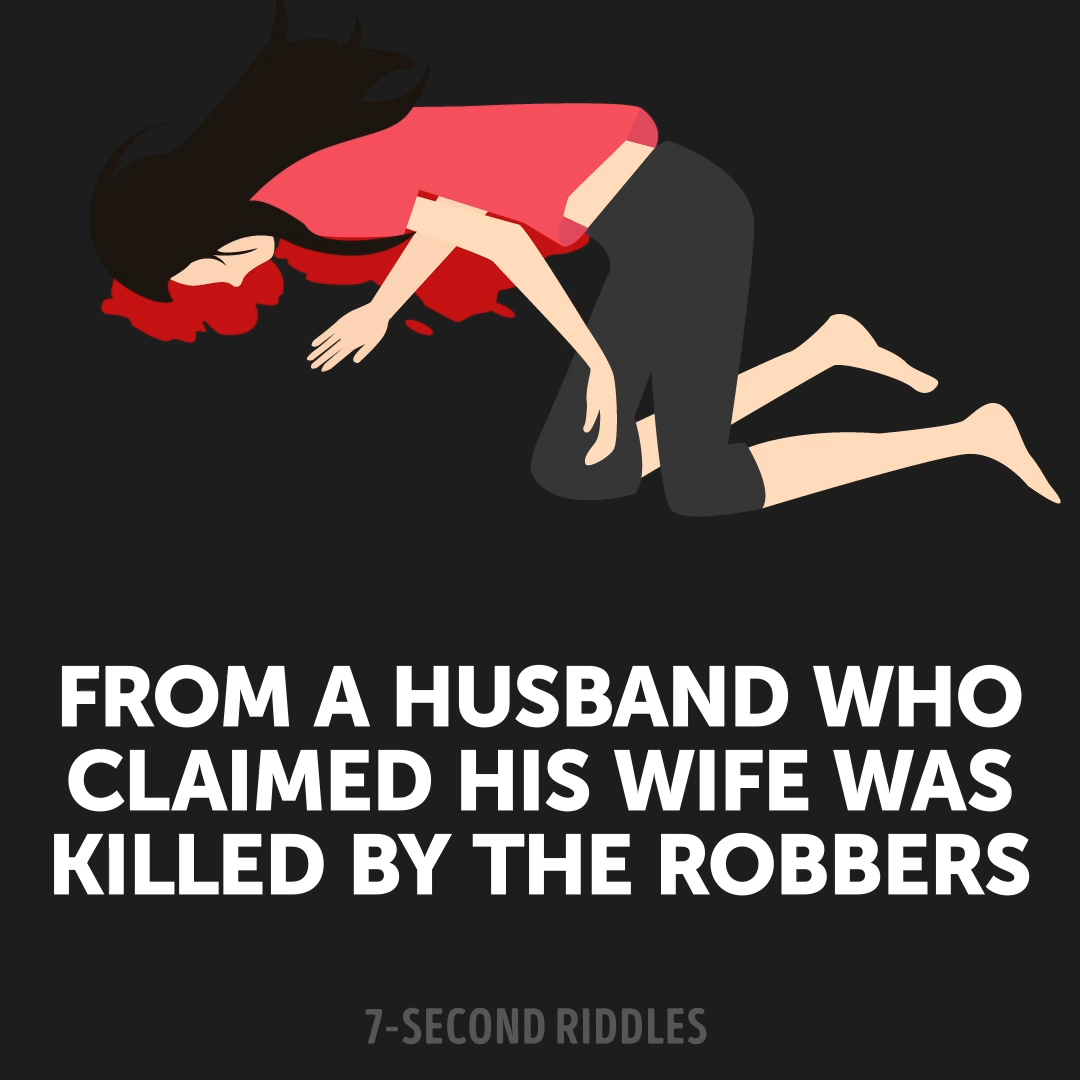 FROM A HUSBAND WHO
CLAIMED HIS WIFE WAS
KILLED BY THE ROBBERS
7-SECOND RIDDLES